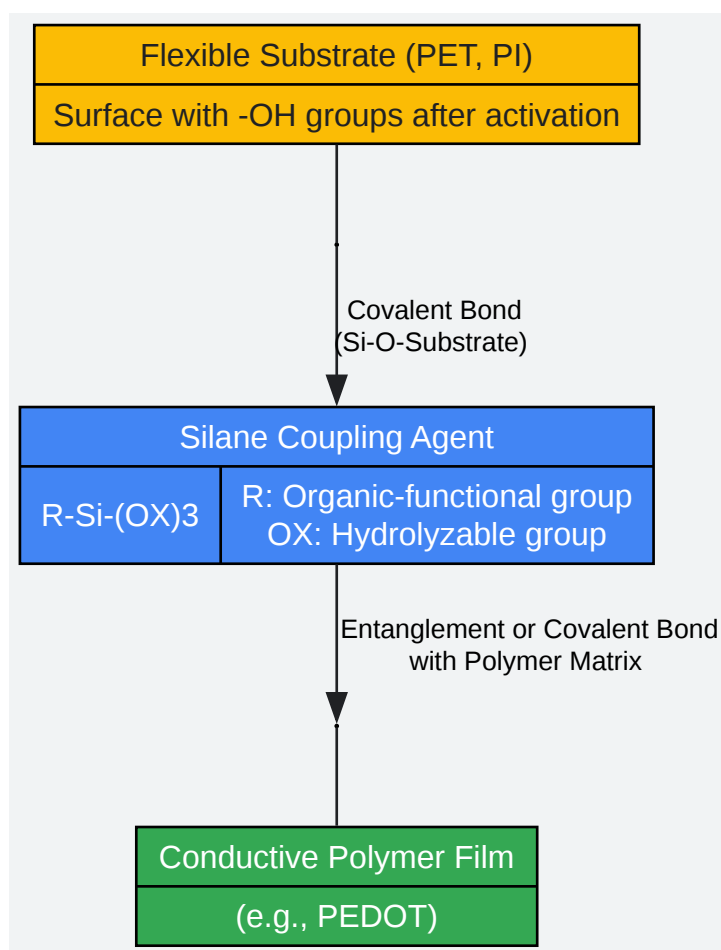 Flexible Substrate (PET, PI)
Surface with -OH groups after activation
Covalent Bond
(Si-O-Substrate)
Silane Coupling Agent
R-Si-(OX)3
R: Organic-functional group
OX: Hydrolyzable group
Entanglement or Covalent Bond
with Polymer Matrix
Conductive Polymer Film
(e.g., PEDOT)